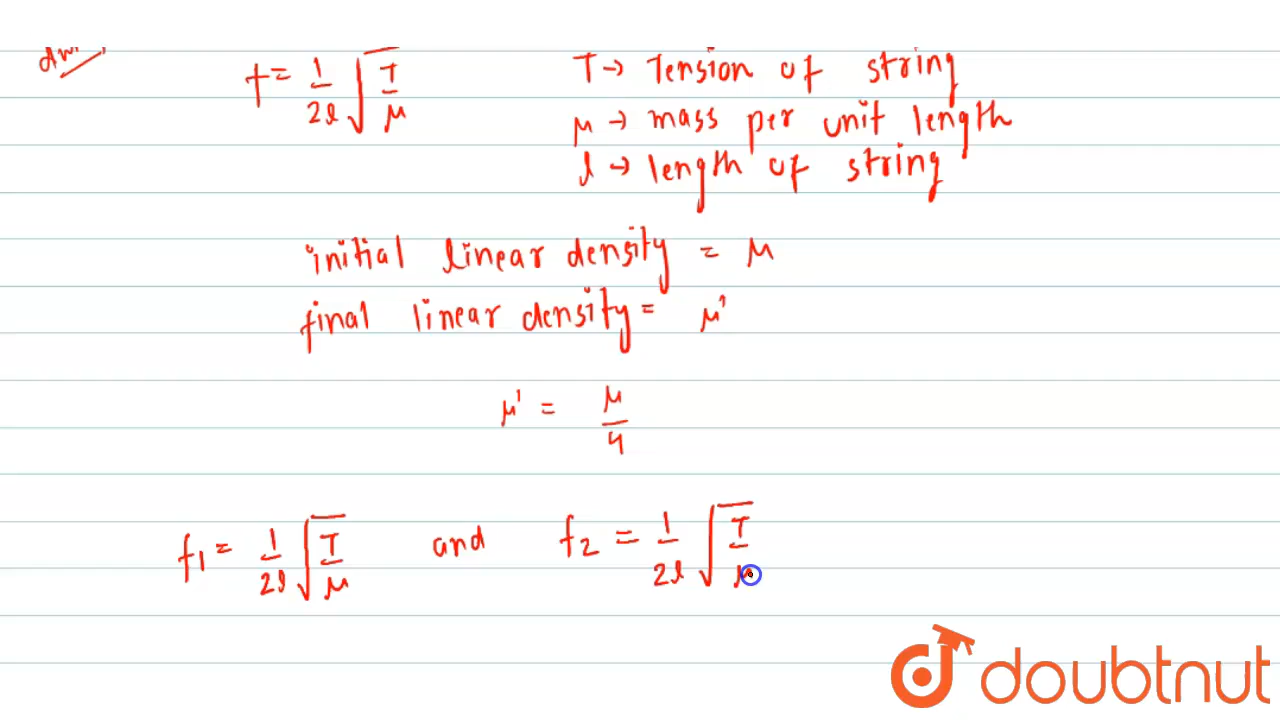 Ans
f = 1/2l √(T/μ)
T → Tension of string
μ → mass per unit length
l → length of string
initial linear density = μ
final linear density = μ'
μ' = μ/4
f₁ = 1/2l √(T/μ) and f₂ = 1/2l √(T/μ
doubtnut